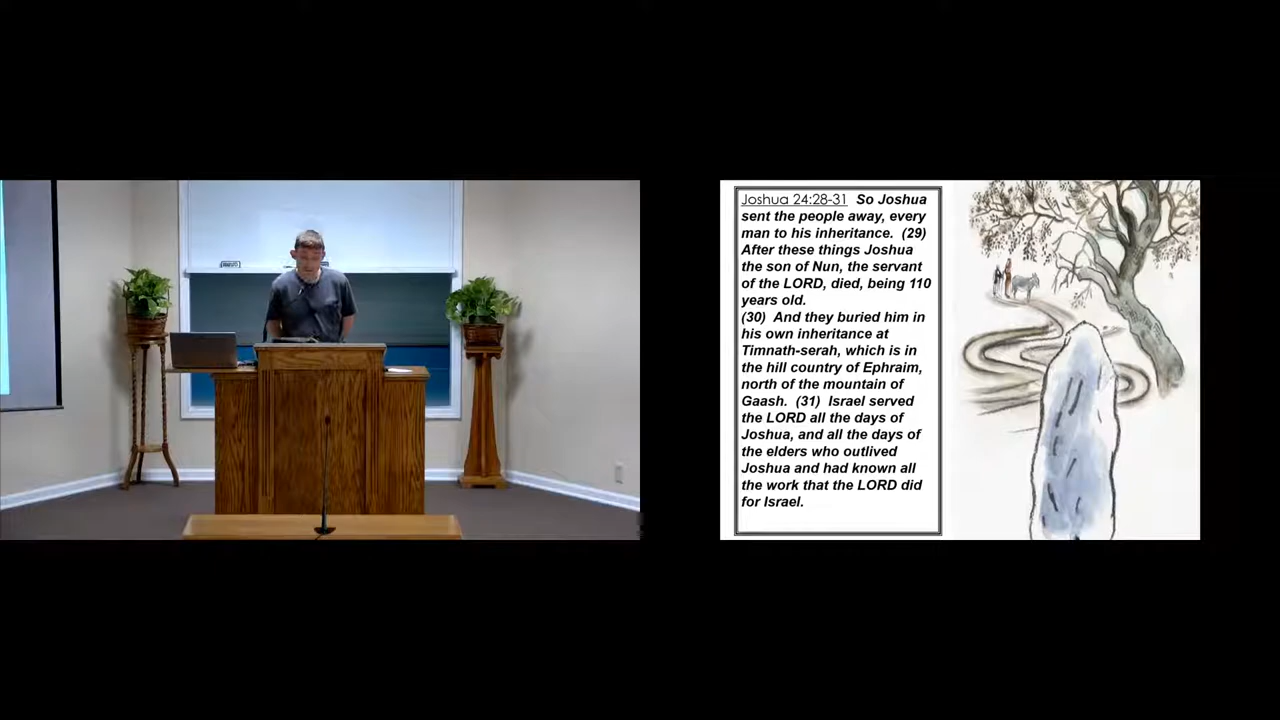 Joshua 24:28-31 So Joshua
sent the people away, every
man to his inheritance. (29)
After these things Joshua
the son of Nun, the servant
of the LORD, died, being 110
years old.
(30) And they buried him in
his own inheritance at
Timnath-serah, which is in
the hill country of Ephraim,
north of the mountain of
Gaash. (31) Israel served
the LORD all the days of
Joshua, and all the days of
the elders who outlived
Joshua and had known all
the work that the LORD did
for Israel.